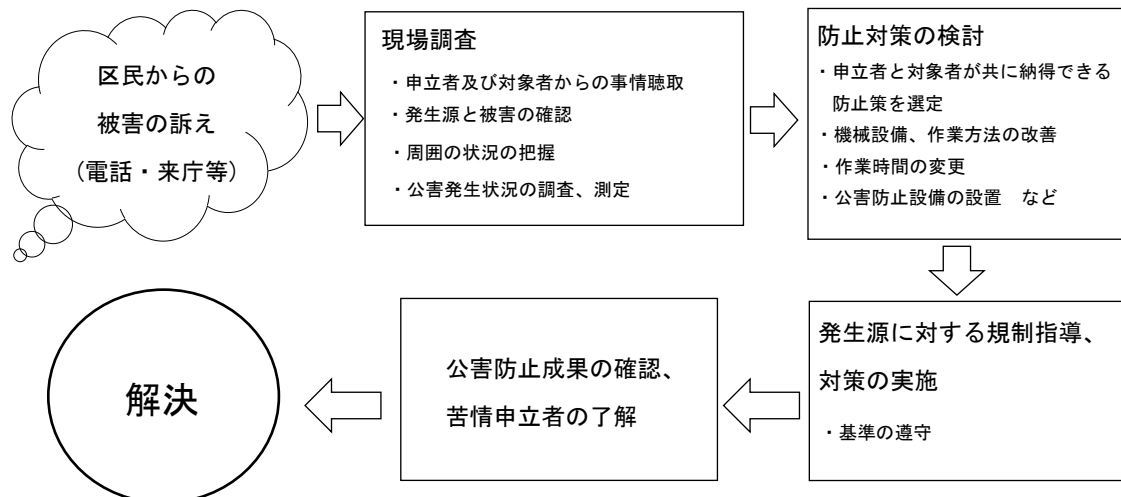 区民からの
被害の訴え
（電話・来庁等）
現場調査
・申立者及び対象者からの事情聴取
・発生源と被害の確認
・周囲の状況の把握
・公害発生状況の調査、測定
防止対策の検討
・申立者と対象者が共に納得できる
防止策を選定
・機械設備、作業方法の改善
・作業時間の変更
・公害防止設備の設置　など
発生源に対する規制指導、
対策の実施
・基準の遵守
公害防止成果の確認、
苦情申立者の了解
解決